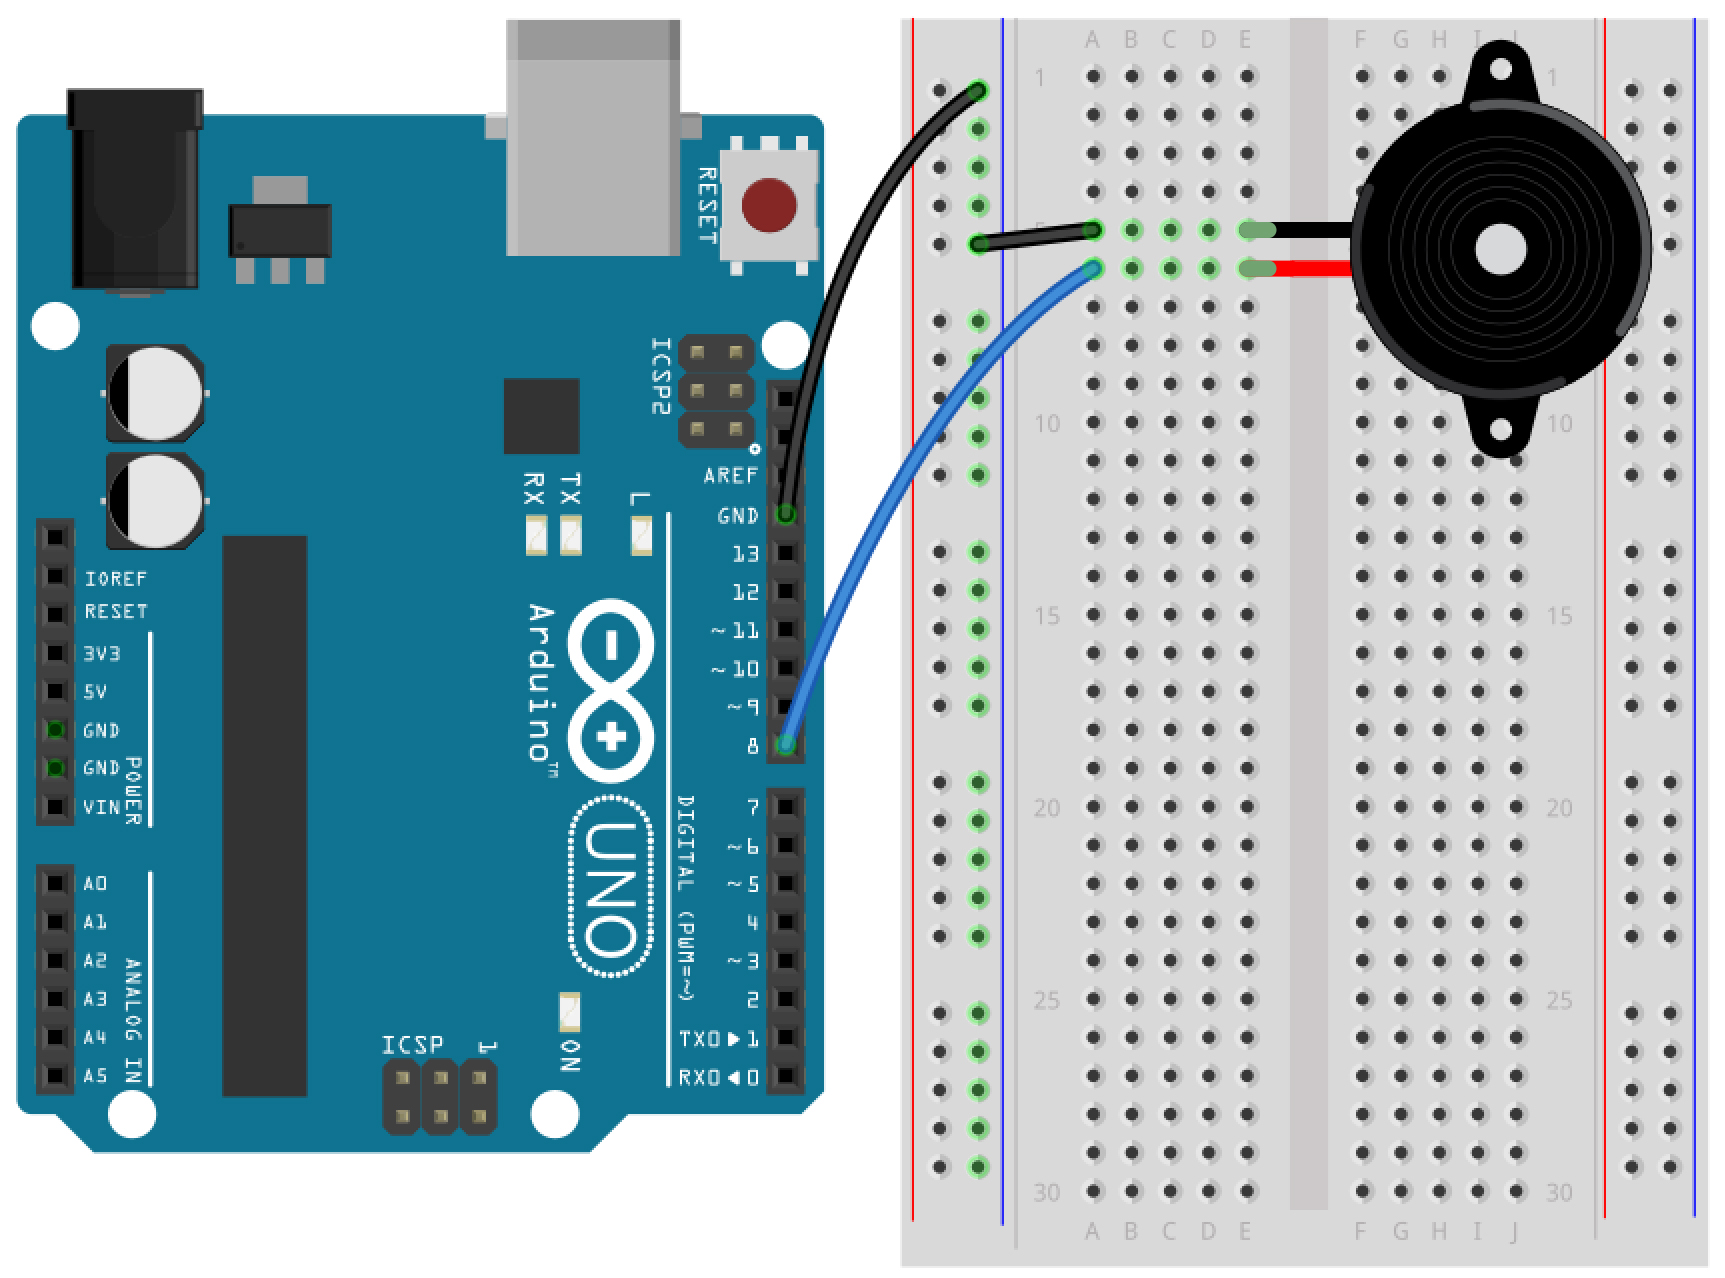 RESET
ICSP2
AREF
GND
13
12
~11
~10
~9
8
RX
TX
L
IOREF
RESET
3V3
5V
GND
GND
VIN
POWER
Arduino™
UNO
DIGITAL (PWM=~)
7
~6
~5
4
~3
2
TX0▶1
RX0◀0
A0
A1
A2
A3
A4
A5
ANALOG IN
ICSP
1
ON
A B C D E F G H I J
1 1
5
10 10
15 15
20 20
25 25
30 30
A B C D E F G H I J